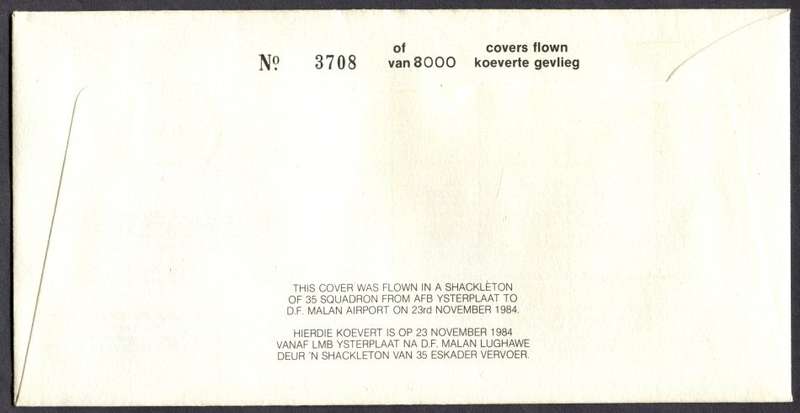 No 3708 of van 8000 covers flown koeverte gevlieg
THIS COVER WAS FLOWN IN A SHACKLETON
OF 35 SQUADRON FROM AFB YSTERPLAAT TO
D.F. MALAN AIRPORT ON 23rd NOVEMBER 1984.
HIERDIE KOEVERT IS OP 23 NOVEMBER 1984
VANAF LMB YSTERPLAAT NA D.F. MALAN LUGHAWE
DEUR 'N SHACKLETON VAN 35 ESKADER VERVOER.